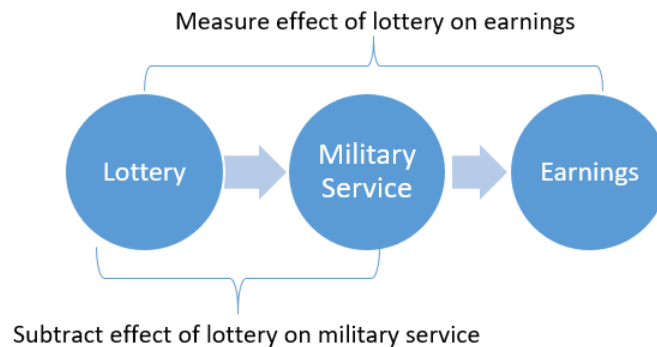 Measure effect of lottery on earnings
Lottery
Military
Service
Earnings
Subtract effect of lottery on military service